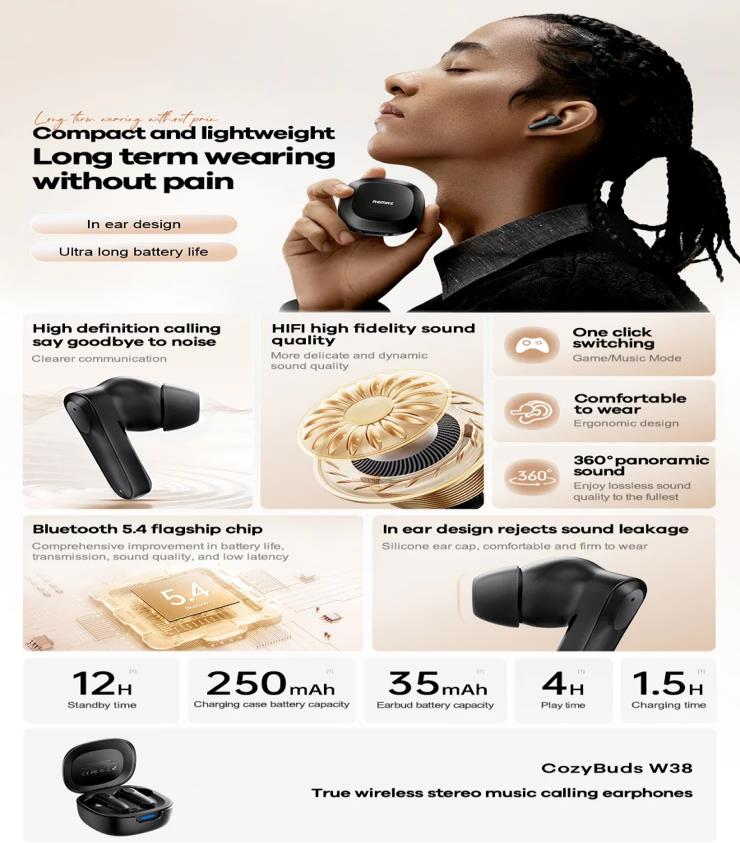 Long term wearing without pain
Compact and lightweight
Long term wearing
without pain
In ear design
Ultra long battery life
REMAX
High definition calling
say goodbye to noise
Clearer communication
HIFI high fidelity sound
quality
More delicate and dynamic
sound quality
One click
switching
Game/Music Mode
Comfortable
to wear
Ergonomic design
360°
360°panoramic
sound
Enjoy lossless sound
quality to the fullest
Bluetooth 5.4 flagship chip
Comprehensive improvement in battery life,
transmission, sound quality, and low latency
5.4
In ear design rejects sound leakage
Silicone ear cap, comfortable and firm to wear
12H [1]
Standby time
250mAh [1]
Charging case battery capacity
35mAh [1]
Earbud battery capacity
4H [1]
Play time
1.5H [1]
Charging time
CozyBuds W38
True wireless stereo music calling earphones